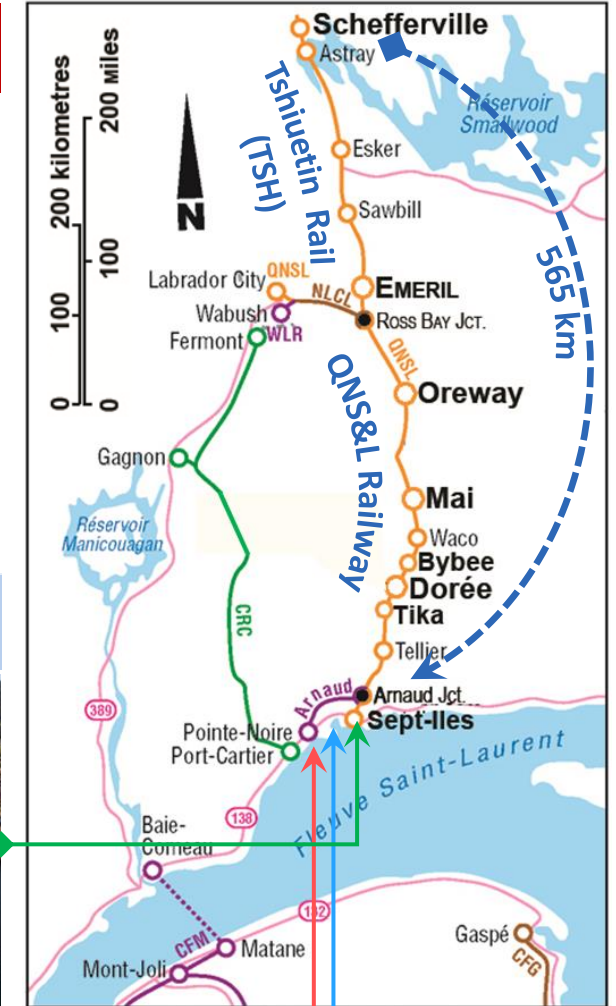 Schefferville
Astray
Réservoir
Smallwood
Tshiuetin Rail
(TSH)
Esker
Sawbill
200 kilometres
100
0
200 MILES
100
0
N
565 km
Labrador City
QNSL
NLCL
EMERIL
Wabush
WLR
ROSS BAY JCT.
Fermont
QNSL
Oreway
QNS&L Railway
Gagnon
Mai
Réservoir
Manicouagan
Waco
Bybee
Dorée
Tika
CRC
Tellier
389
Arnaud
Arnaud Jct.
Sept-Iles
Pointe-Noire
Port-Cartier
Fleuve Saint-Laurent
138
Baie-
Comeau
132
CFM
Matane
Mont-Joli
Gaspé
CFG